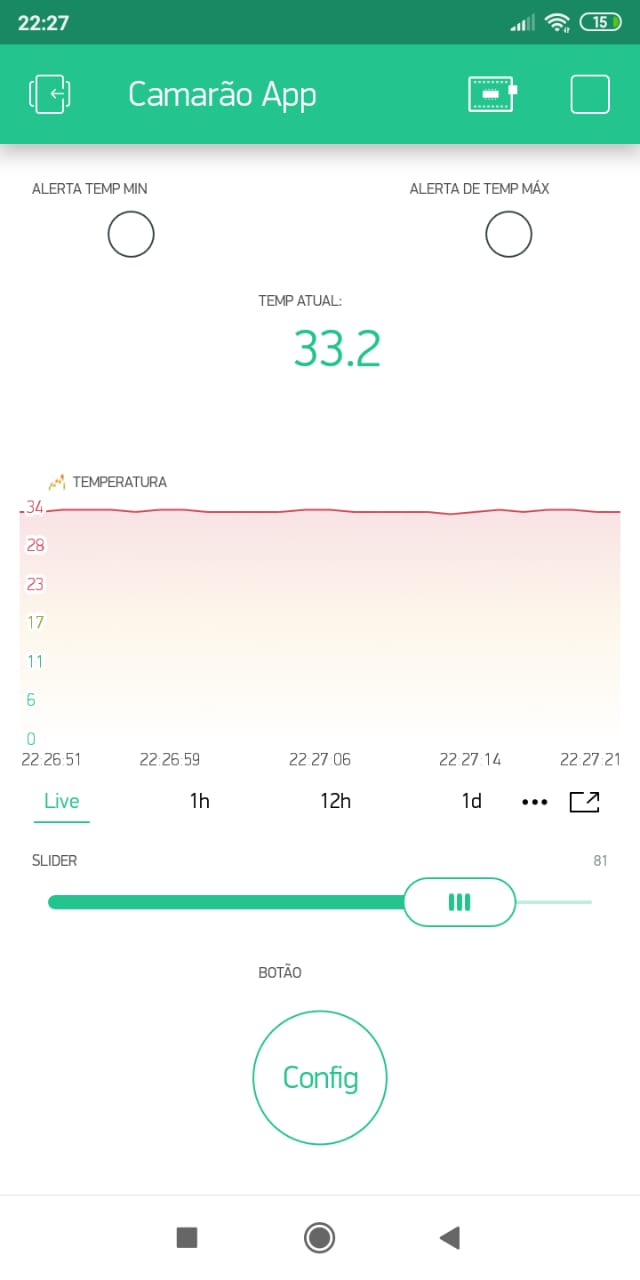 22:27
15
Camarão App
ALERTA TEMP MIN
ALERTA DE TEMP MÁX
TEMP ATUAL:
33.2
TEMPERATURA
34
28
23
17
11
6
0
22:26:51 22:26:59 22:27:06 22:27:14 22:27:21
Live 1h 12h 1d
SLIDER 81
BOTÃO
Config